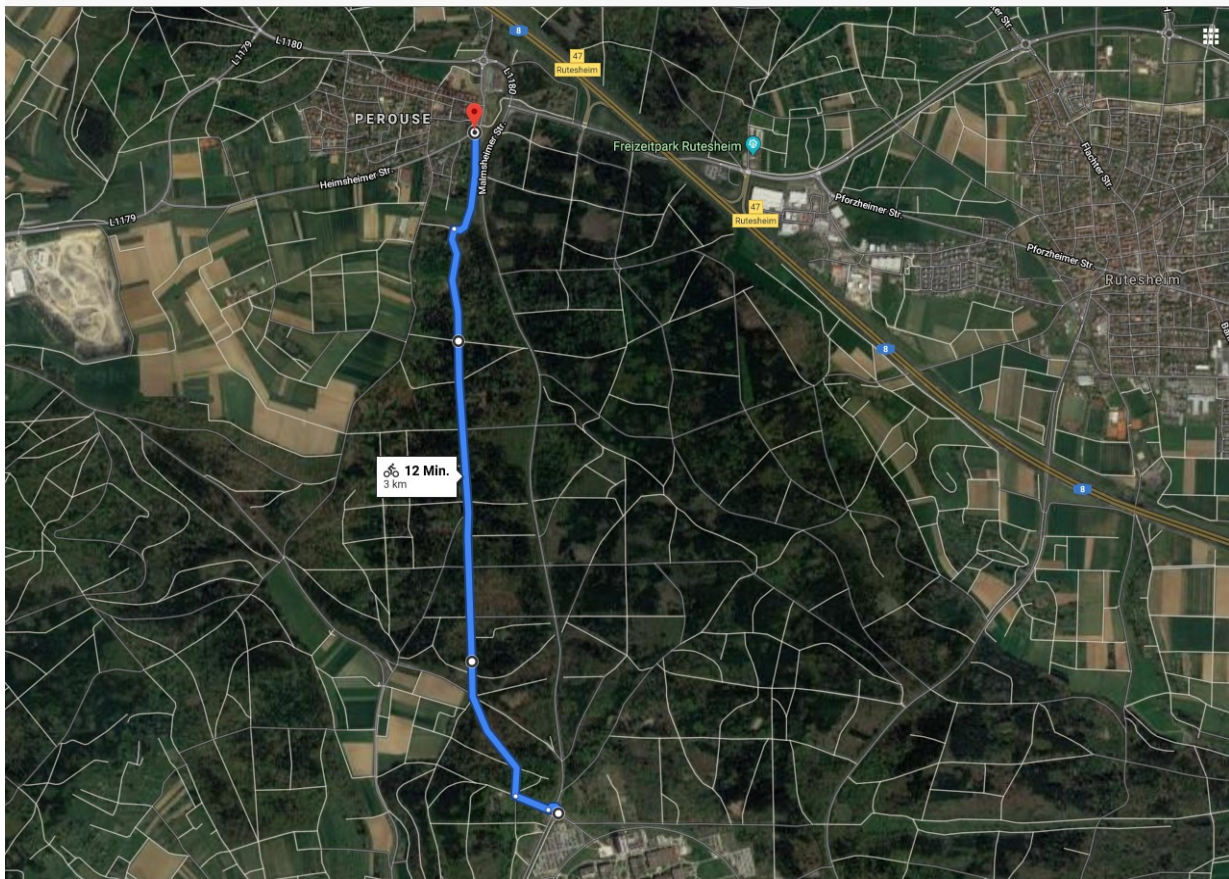 8
L1179
L1180
47
Rutesheim
L1180
PEROUSE
Malmsheimer Str.
Freizeitpark Rutesheim
Heimsheimer Str.
Flachter Str.
47
Rutesheim
Pforzheimer Str.
L1179
Pforzheimer Str.
Rutesheim
8
12 Min.
3 km
8